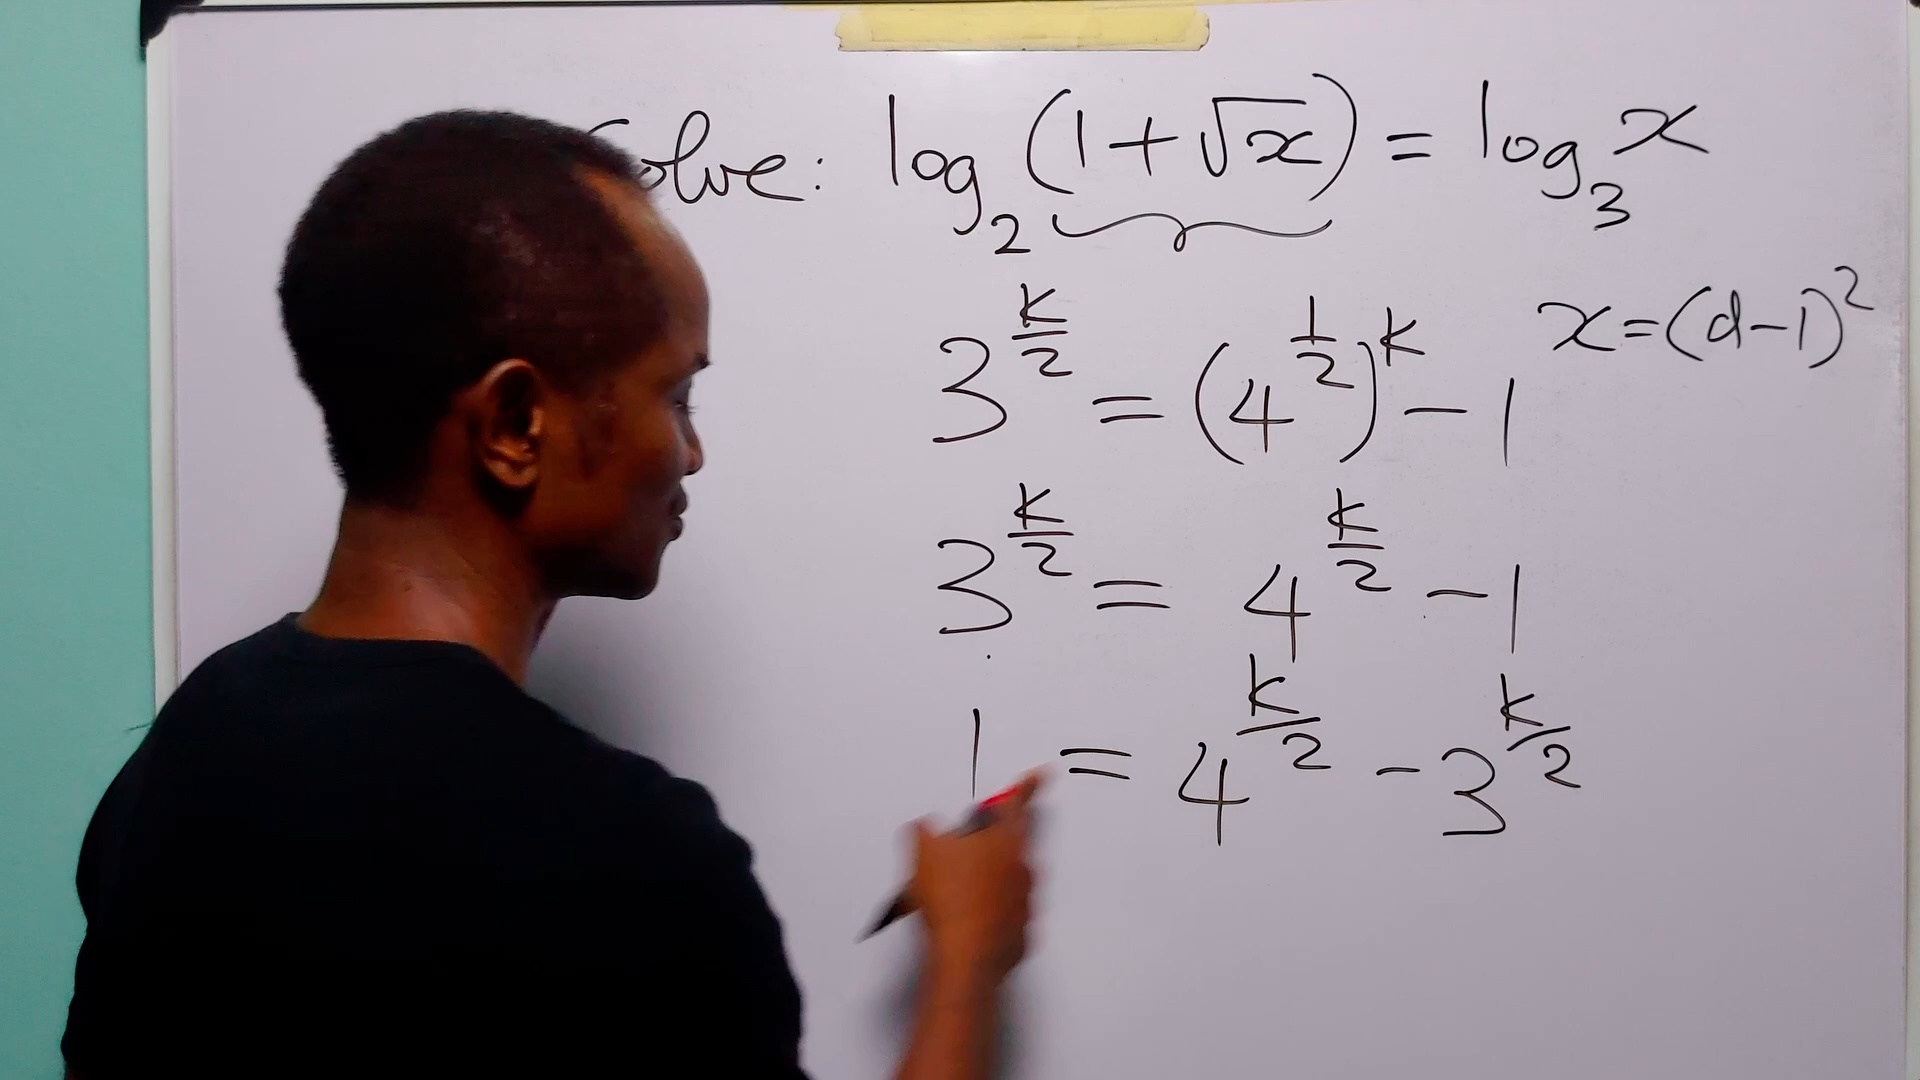 Solve: log₂(1+√x) = log₃x
x=(d-1)²
3^(k/2) = (4^(1/2))^k - 1
3^(k/2) = 4^(k/2) - 1
1 = 4^(k/2) - 3^(k/2)